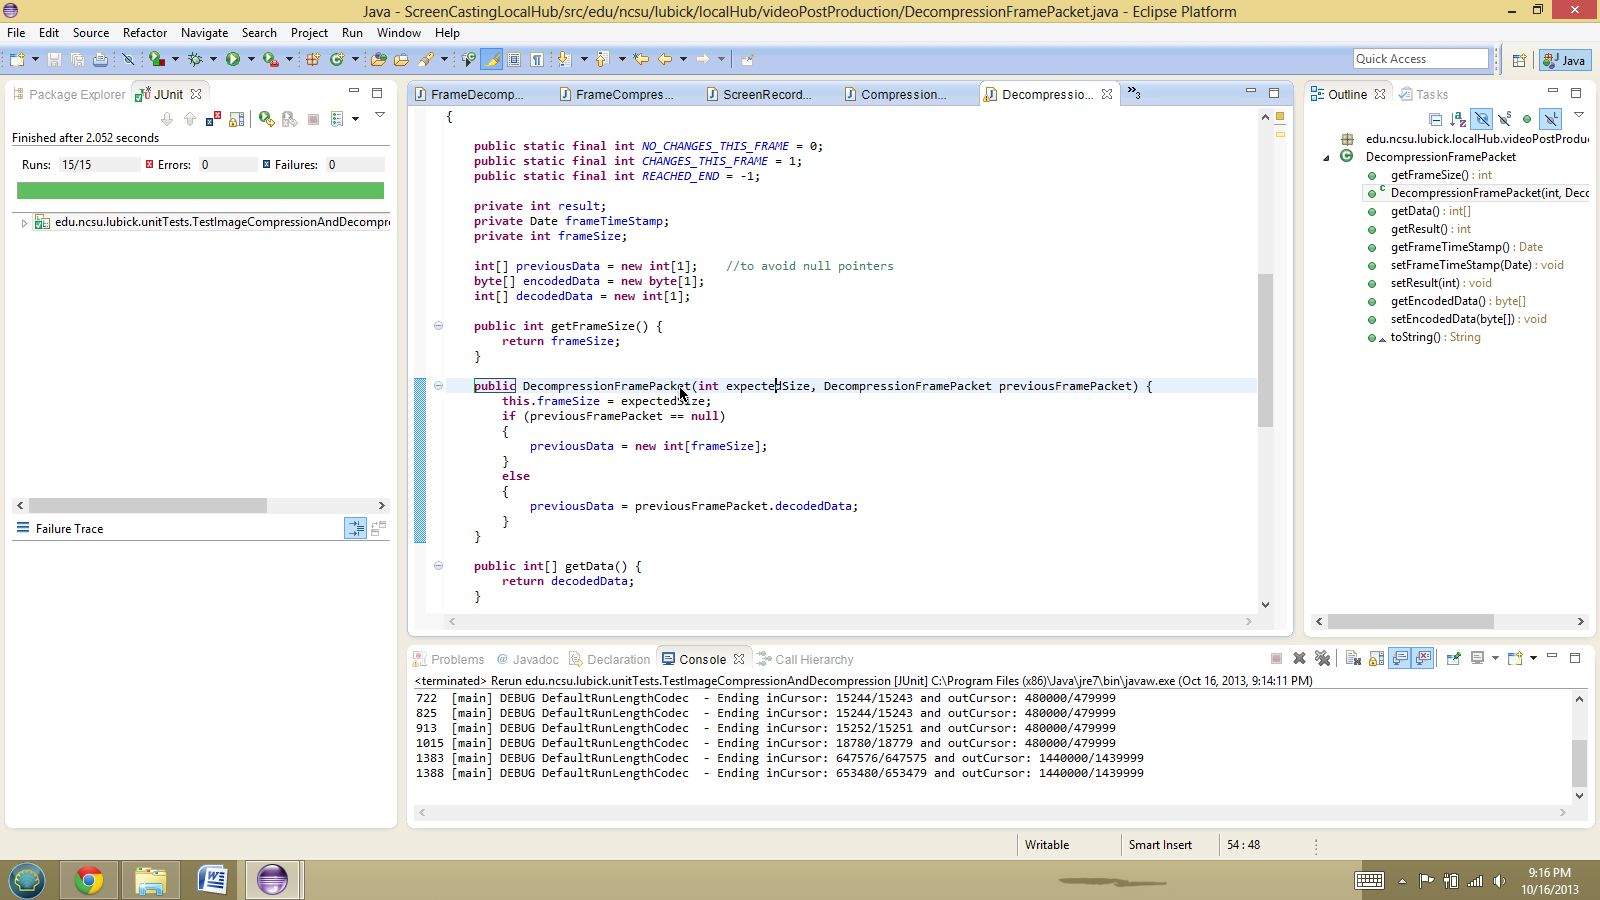 Java - ScreenCastingLocalHub/src/edu/ncsu/lubick/localHub/videoPostProduction/DecompressionFramePacket.java - Eclipse Platform
File Edit Source Refactor Navigate Search Project Run Window Help
Quick Access
Java
Package Explorer JUnit
Finished after 2.052 seconds
Runs: 15/15 Errors: 0 Failures: 0
edu.ncsu.lubick.unitTests.TestImageCompressionAndDecompre
Failure Trace
FrameDecomp... FrameCompres... ScreenRecord... Compression... Decompressio... »3
{
public static final int NO_CHANGES_THIS_FRAME = 0;
public static final int CHANGES_THIS_FRAME = 1;
public static final int REACHED_END = -1;
private int result;
private Date frameTimeStamp;
private int frameSize;
int[] previousData = new int[1]; //to avoid null pointers
byte[] encodedData = new byte[1];
int[] decodedData = new int[1];
public int getFrameSize() {
return frameSize;
}
public DecompressionFramePacket(int expectedSize, DecompressionFramePacket previousFramePacket) {
this.frameSize = expectedSize;
if (previousFramePacket == null)
{
previousData = new int[frameSize];
}
else
{
previousData = previousFramePacket.decodedData;
}
}
public int[] getData() {
return decodedData;
}
Outline Tasks
edu.ncsu.lubick.localHub.videoPostProdu
DecompressionFramePacket
getFrameSize() : int
DecompressionFramePacket(int, Deco
getData() : int[]
getResult() : int
getFrameTimeStamp() : Date
setFrameTimeStamp(Date) : void
setResult(int) : void
getEncodedData() : byte[]
setEncodedData(byte[]) : void
toString() : String
Problems @ Javadoc Declaration Console Call Hierarchy
<terminated> Rerun edu.ncsu.lubick.unitTests.TestImageCompressionAndDecompression [JUnit] C:\Program Files (x86)\Java\jre7\bin\javaw.exe (Oct 16, 2013, 9:14:11 PM)
722 [main] DEBUG DefaultRunLengthCodec - Ending inCursor: 15244/15243 and outCursor: 480000/479999
825 [main] DEBUG DefaultRunLengthCodec - Ending inCursor: 15244/15243 and outCursor: 480000/479999
913 [main] DEBUG DefaultRunLengthCodec - Ending inCursor: 15252/15251 and outCursor: 480000/479999
1015 [main] DEBUG DefaultRunLengthCodec - Ending inCursor: 18780/18779 and outCursor: 480000/479999
1383 [main] DEBUG DefaultRunLengthCodec - Ending inCursor: 647576/647575 and outCursor: 1440000/1439999
1388 [main] DEBUG DefaultRunLengthCodec - Ending inCursor: 653480/653479 and outCursor: 1440000/1439999
Writable Smart Insert 54 : 48
9:16 PM
10/16/2013